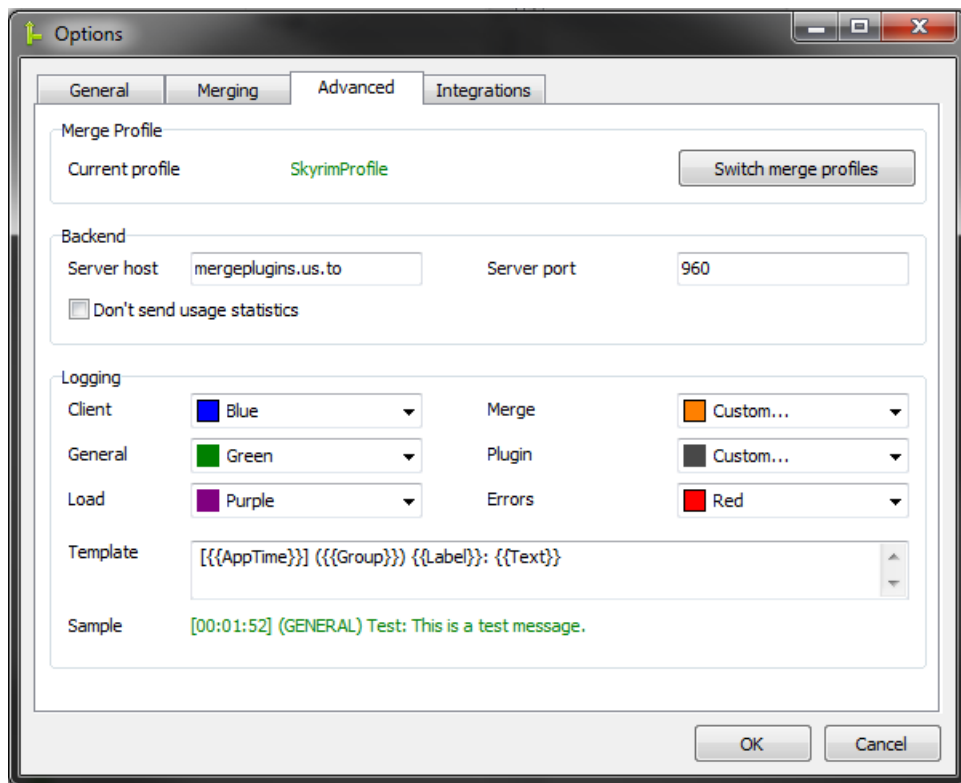 Options
General Merging Advanced Integrations
Merge Profile
Current profile SkyrimProfile Switch merge profiles
Backend
Server host mergeplugins.us.to Server port 960
Don't send usage statistics
Logging
Client Blue Merge Custom...
General Green Plugin Custom...
Load Purple Errors Red
Template [{{AppTime}}] ({{Group}}) {{Label}}: {{Text}}
Sample [00:01:52] (GENERAL) Test: This is a test message.
OK Cancel